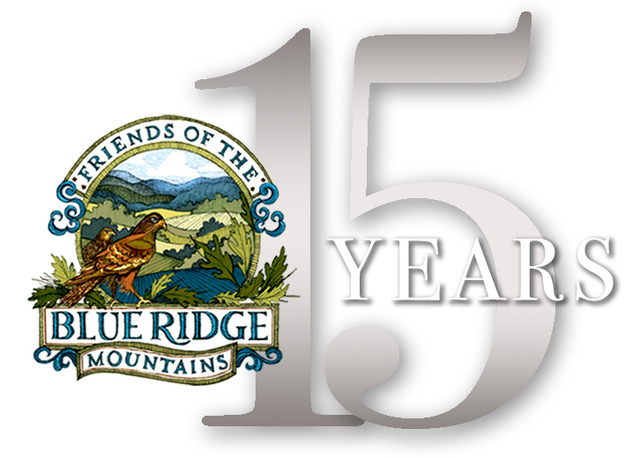 FRIENDS OF THE
BLUE RIDGE
MOUNTAINS
15
YEARS